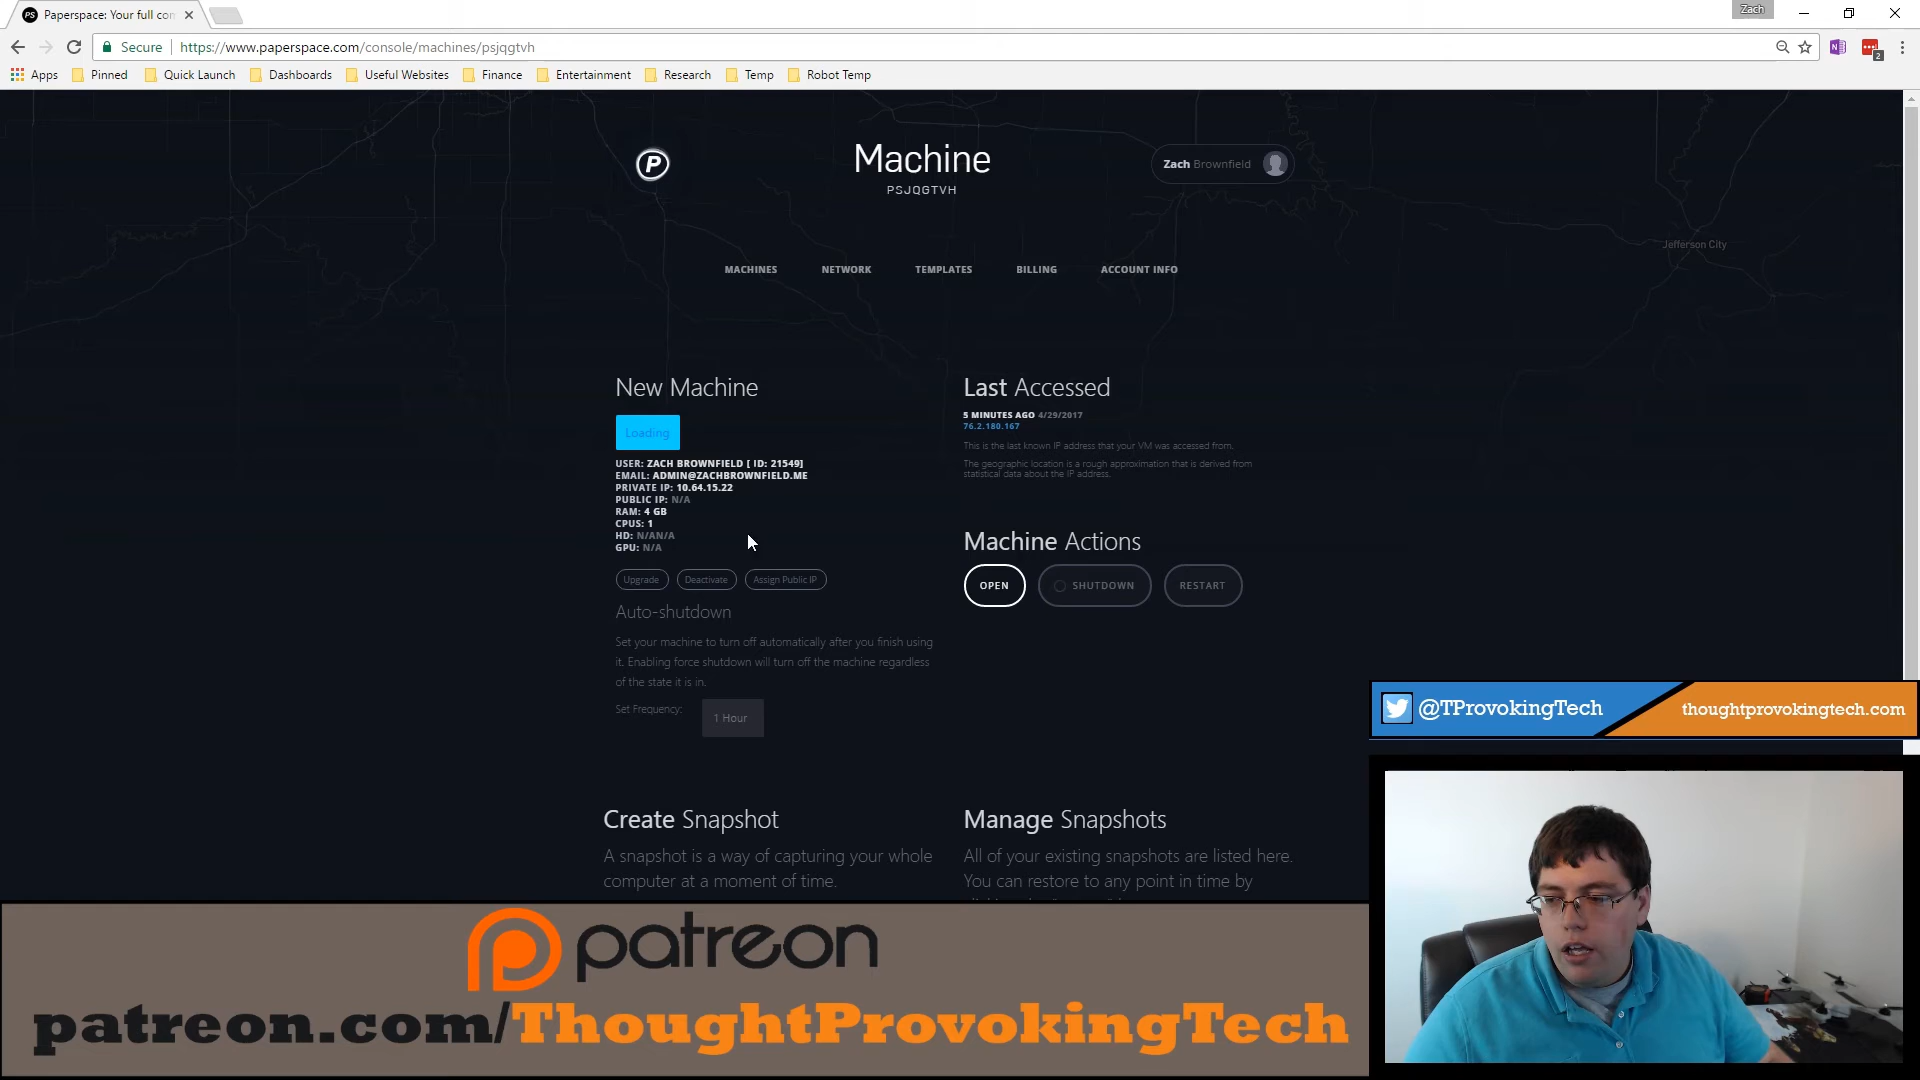 PS Paperspace: Your full con
Zach
Secure https://www.paperspace.com/console/machines/psjqgtvh
2
Apps Pinned Quick Launch Dashboards Useful Websites Finance Entertainment Research Temp Robot Temp
P
Machine
PSJQGTVH
Zach Brownfield
Jefferson City
MACHINES NETWORK TEMPLATES BILLING ACCOUNT INFO
New Machine
Loading
USER: ZACH BROWNFIELD [ ID: 21549]
EMAIL: ADMIN@ZACHBROWNFIELD.ME
PRIVATE IP: 10.64.15.22
PUBLIC IP: N/A
RAM: 4 GB
CPUS: 1
HD: N/AN/A
GPU: N/A
Upgrade Deactivate Assign Public IP
Auto-shutdown
Set your machine to turn off automatically after you finish using
it. Enabling force shutdown will turn off the machine regardless
of the state it is in.
Set Frequency: 1 Hour
Last Accessed
5 MINUTES AGO 4/29/2017
76.2.180.167
This is the last known IP address that your VM was accessed from.
The geographic location is a rough approximation that is derived from
statistical data about the IP address.
Machine Actions
OPEN SHUTDOWN RESTART
Create Snapshot
A snapshot is a way of capturing your whole
computer at a moment of time.
Manage Snapshots
All of your existing snapshots are listed here.
You can restore to any point in time by
@TProvokingTech thoughtprovokingtech.com
patreon
patreon.com/ThoughtProvokingTech